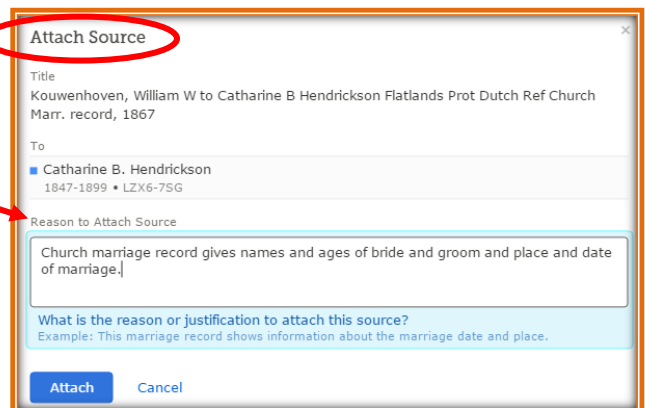 Attach Source
×
Title
Kouwenhoven, William W to Catharine B Hendrickson Flatlands Prot Dutch Ref Church
Marr. record, 1867
To
Catharine B. Hendrickson
1847-1899 • LZX6-7SG
Reason to Attach Source
Church marriage record gives names and ages of bride and groom and place and date
of marriage.
What is the reason or justification to attach this source?
Example: This marriage record shows information about the marriage date and place.
Attach Cancel